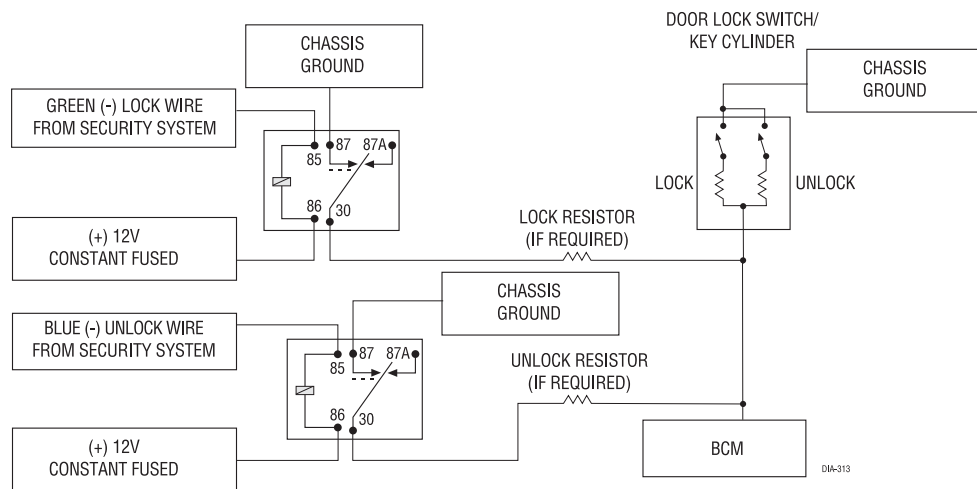 DOOR LOCK SWITCH/
KEY CYLINDER
CHASSIS
GROUND
CHASSIS
GROUND
GREEN (-) LOCK WIRE
FROM SECURITY SYSTEM
85
87
87A
86
30
LOCK
UNLOCK
(+) 12V
CONSTANT FUSED
LOCK RESISTOR
(IF REQUIRED)
CHASSIS
GROUND
BLUE (-) UNLOCK WIRE
FROM SECURITY SYSTEM
85
87
87A
86
30
UNLOCK RESISTOR
(IF REQUIRED)
(+) 12V
CONSTANT FUSED
BCM
DIA-313